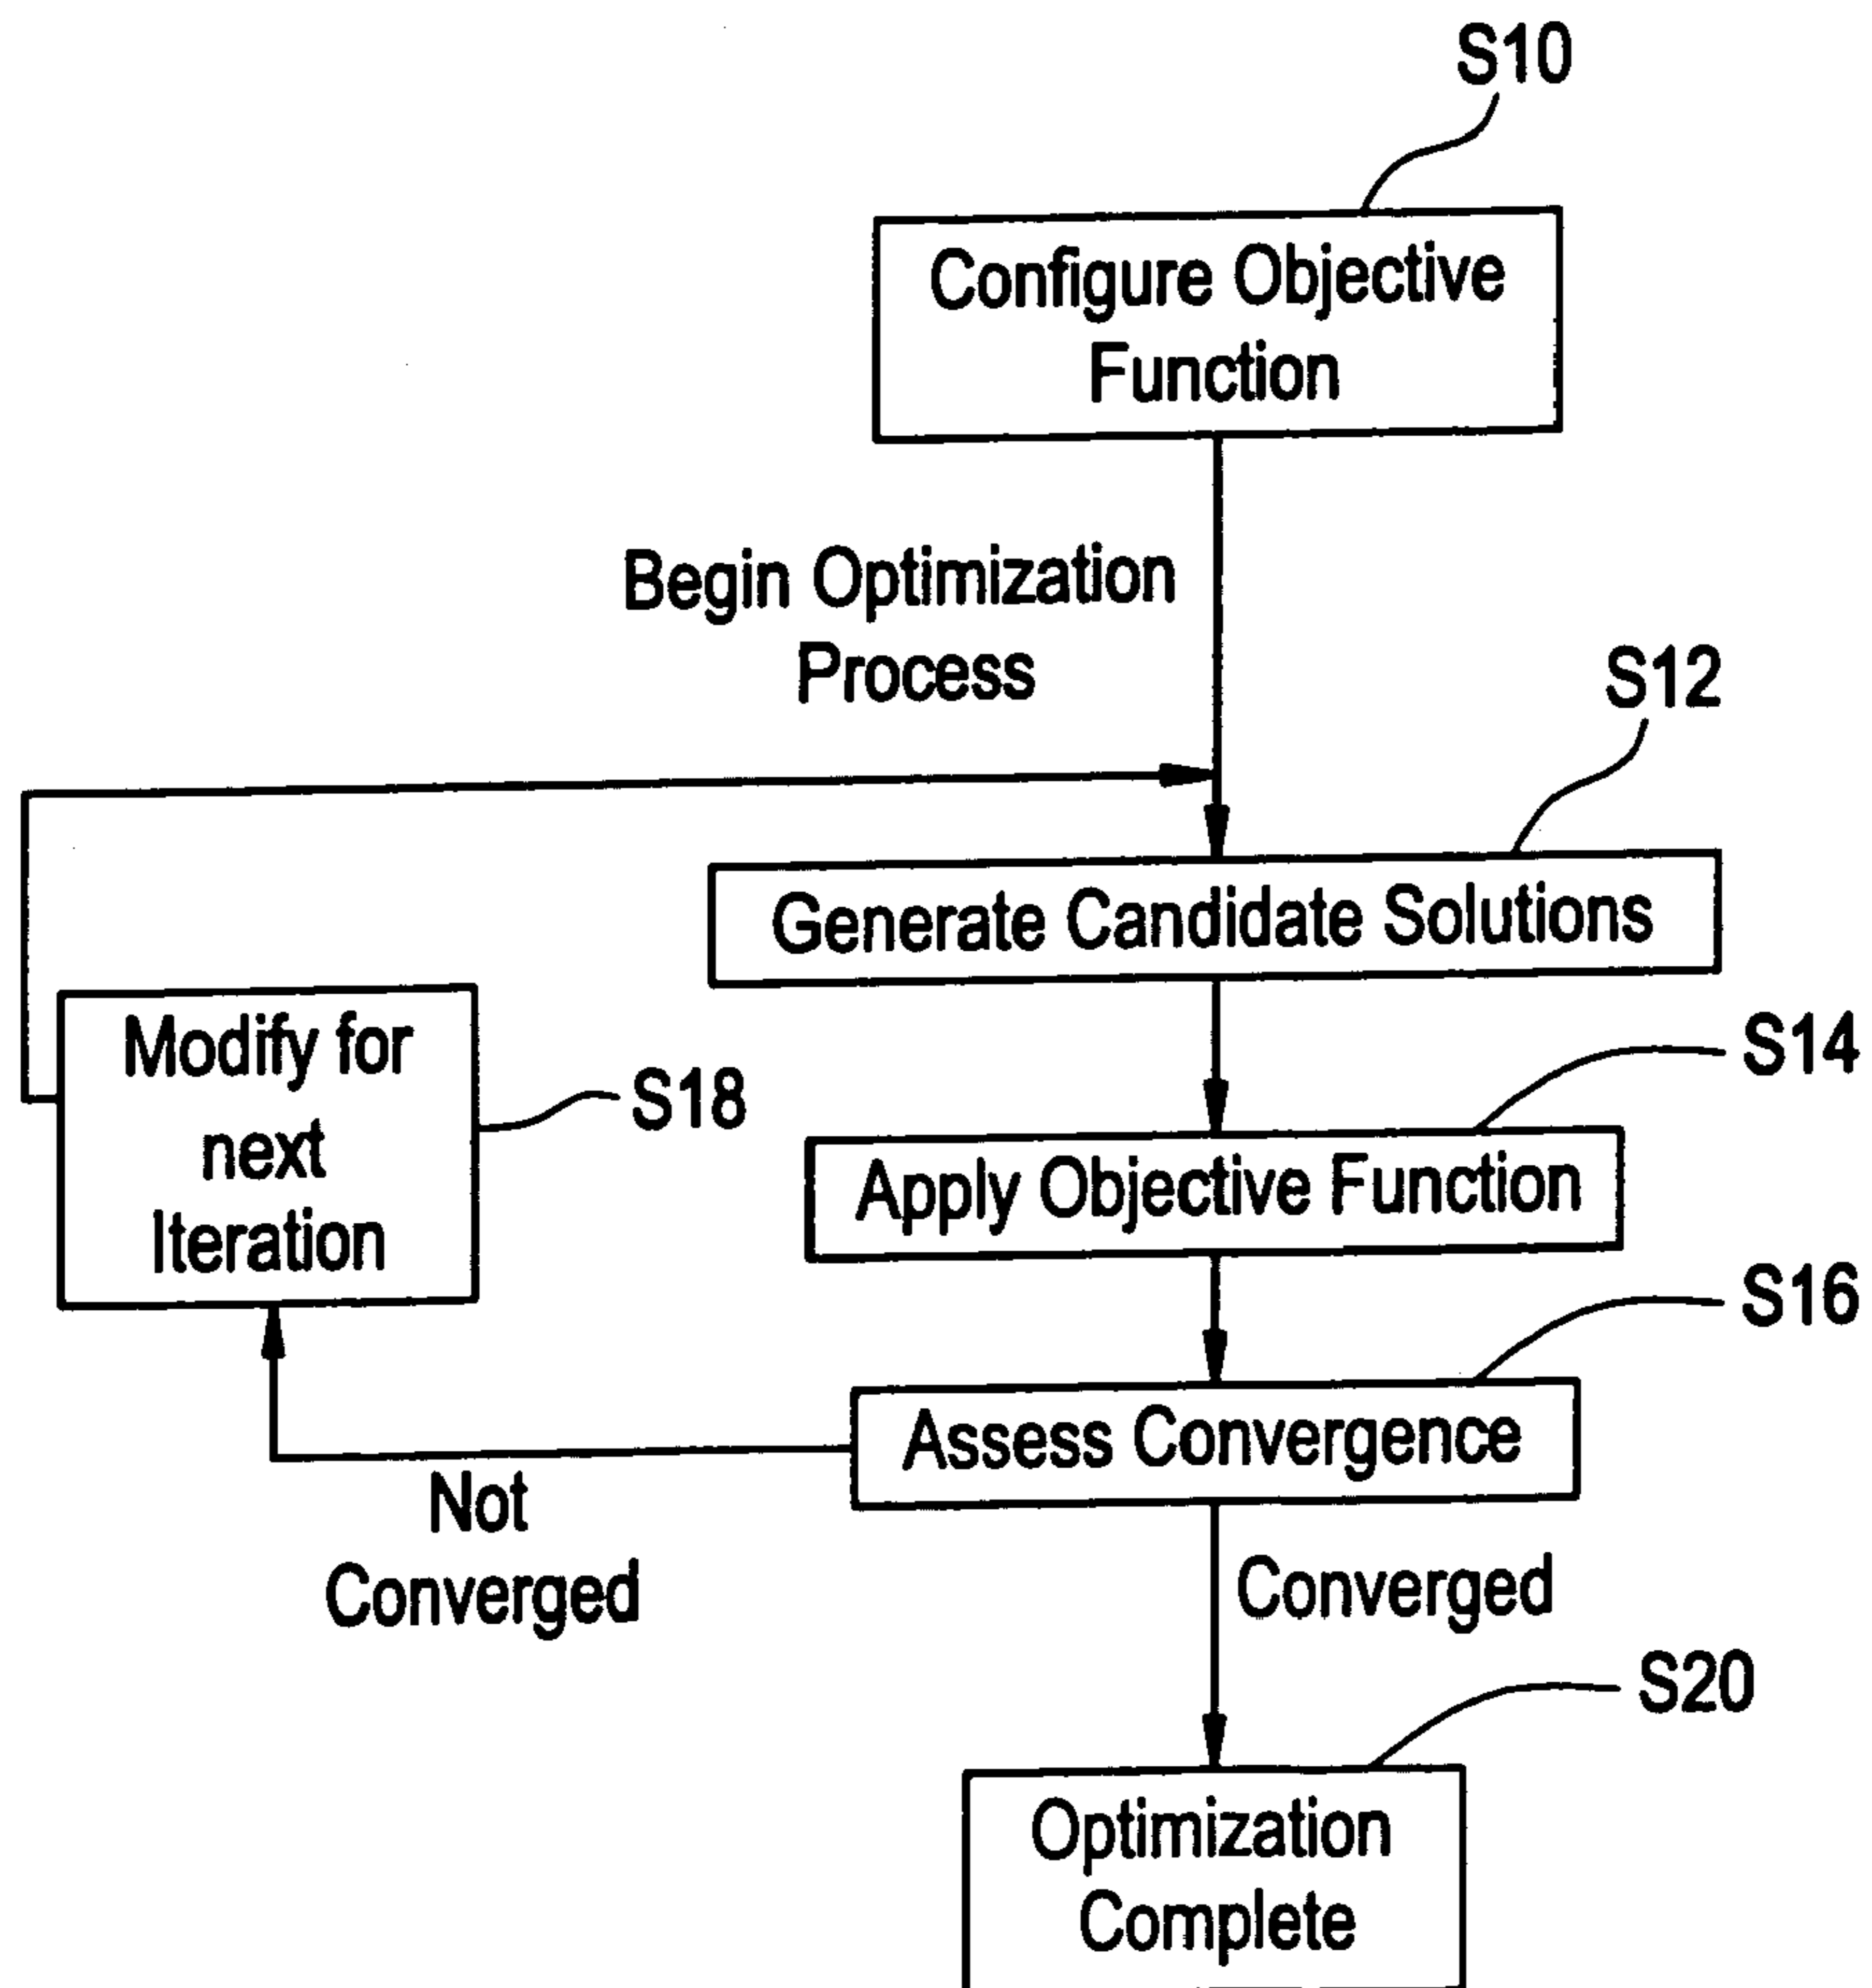 S10
Configure Objective
Function
Begin Optimization
Process
S12
Generate Candidate Solutions
Modify for
next
Iteration
S18
S14
Apply Objective Function
S16
Assess Convergence
Not
Converged
Converged
S20
Optimization
Complete